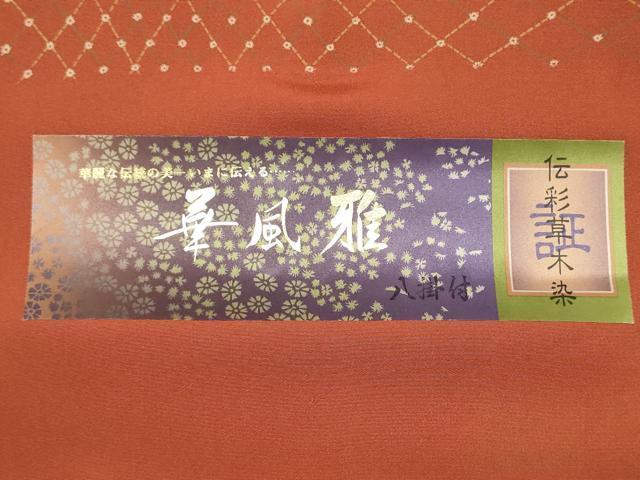 華麗な伝統の美―いまに伝える……
華風雅
八掛付
伝彩草木染
証